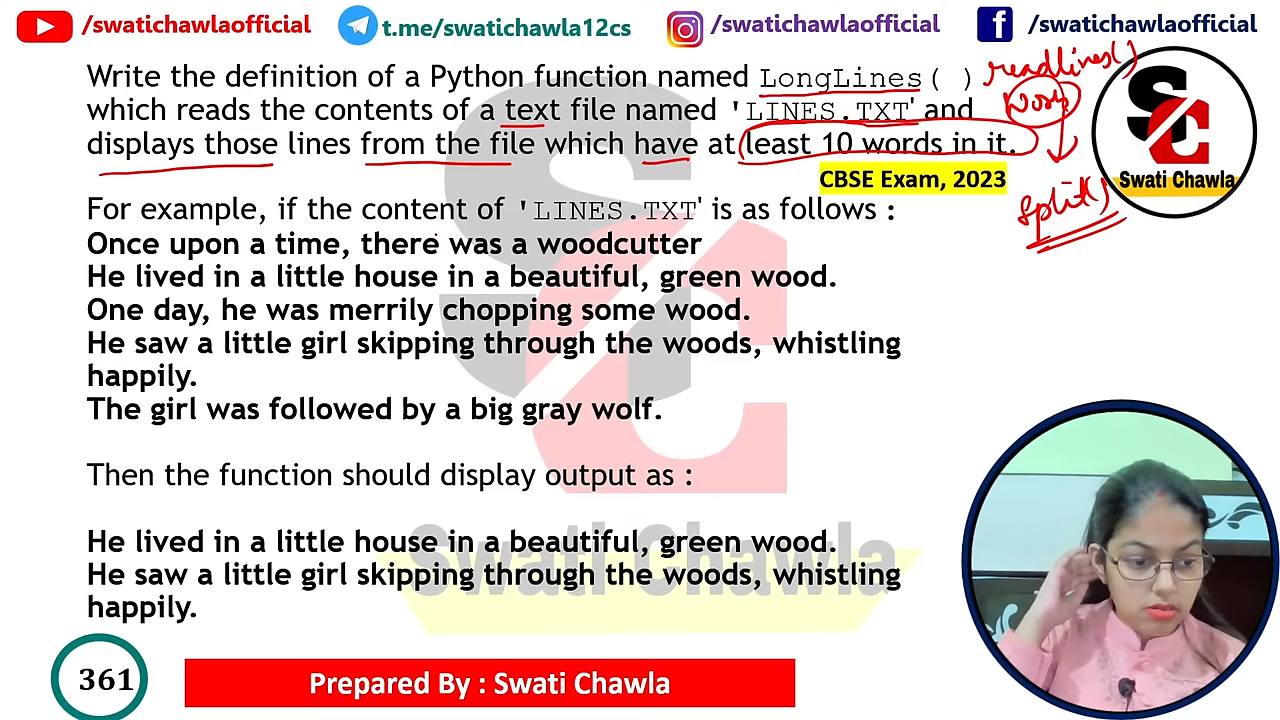 /swatichawlaofficial
t.me/swatichawla12cs
/swatichawlaofficial
/swatichawlaofficial
Write the definition of a Python function named LongLines( )
which reads the contents of a text file named 'LINES.TXT' and
displays those lines from the file which have at least 10 words in it.
readlines()
word
split()
CBSE Exam, 2023
SC
Swati Chawla
For example, if the content of 'LINES.TXT' is as follows :
Once upon a time, there was a woodcutter
He lived in a little house in a beautiful, green wood.
One day, he was merrily chopping some wood.
He saw a little girl skipping through the woods, whistling
happily.
The girl was followed by a big gray wolf.
Then the function should display output as :
He lived in a little house in a beautiful, green wood.
He saw a little girl skipping through the woods, whistling
happily.
Swati Chawla
361
Prepared By : Swati Chawla